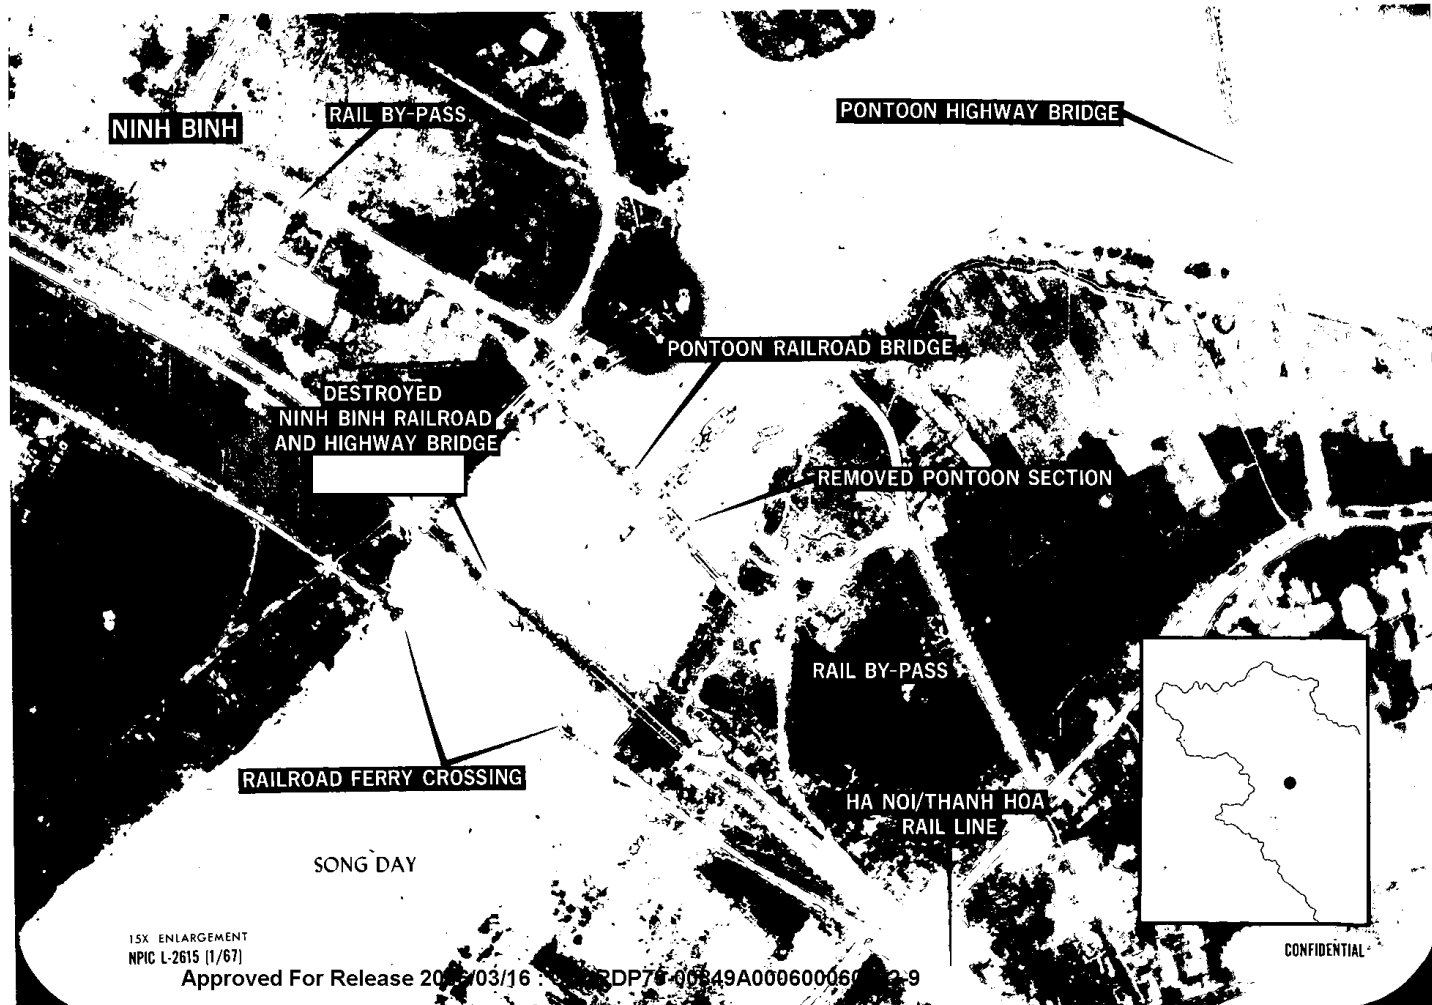 NINH BINH
RAIL BY-PASS
PONTOON HIGHWAY BRIDGE
PONTOON RAILROAD BRIDGE
DESTROYED
NINH BINH RAILROAD
AND HIGHWAY BRIDGE
REMOVED PONTOON SECTION
RAIL BY-PASS
RAILROAD FERRY CROSSING
HA NOI/THANH HOA
RAIL LINE
SONG DAY
15X ENLARGEMENT
NPIC L-2615 (1/67)
CONFIDENTIAL
Approved For Release